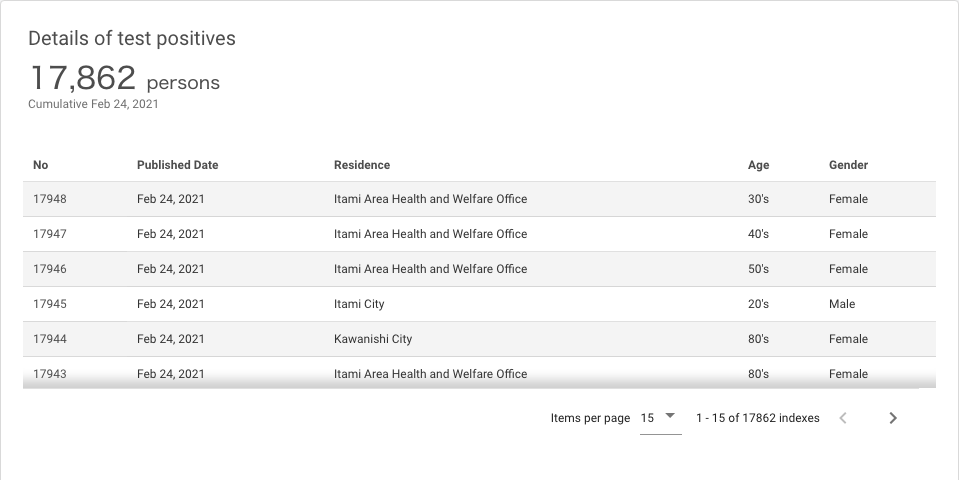 Details of test positives
17,862 persons
Cumulative Feb 24, 2021
No Published Date Residence Age Gender
17948 Feb 24, 2021 Itami Area Health and Welfare Office 30's Female
17947 Feb 24, 2021 Itami Area Health and Welfare Office 40's Female
17946 Feb 24, 2021 Itami Area Health and Welfare Office 50's Female
17945 Feb 24, 2021 Itami City 20's Male
17944 Feb 24, 2021 Kawanishi City 80's Female
17943 Feb 24, 2021 Itami Area Health and Welfare Office 80's Female
Items per page 15 1 - 15 of 17862 indexes